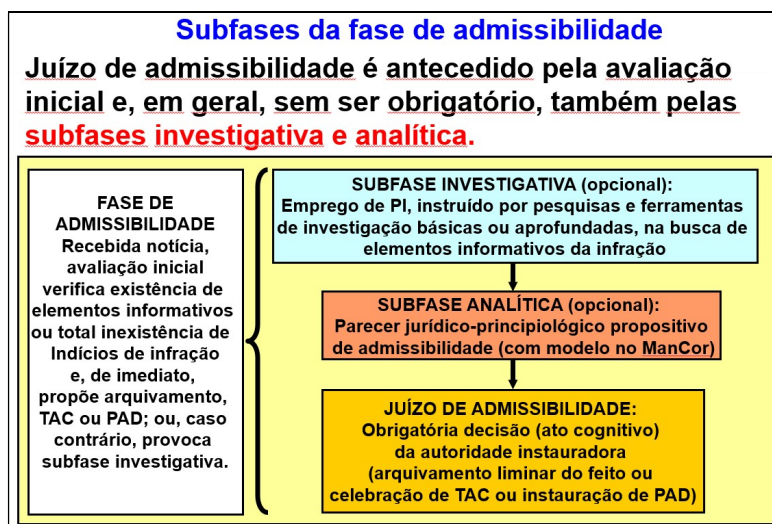 Subfases da fase de admissibilidade
Juízo de admissibilidade é antecedido pela avaliação
inicial e, em geral, sem ser obrigatório, também pelas
subfases investigativa e analítica.
FASE DE
ADMISSIBILIDADE
Recebida notícia,
avaliação inicial
verifica existência de
elementos informativos
ou total inexistência de
Indícios de infração
e, de imediato,
propõe arquivamento,
TAC ou PAD; ou, caso
contrário, provoca
subfase investigativa.
SUBFASE INVESTIGATIVA (opcional):
Emprego de PI, instruído por pesquisas e ferramentas
de investigação básicas ou aprofundadas, na busca de
elementos informativos da infração
SUBFASE ANALÍTICA (opcional):
Parecer jurídico-principiológico propositivo
de admissibilidade (com modelo no ManCor)
JUÍZO DE ADMISSIBILIDADE:
Obrigatória decisão (ato cognitivo)
da autoridade instauradora
(arquivamento liminar do feito ou
celebração de TAC ou instauração de PAD)